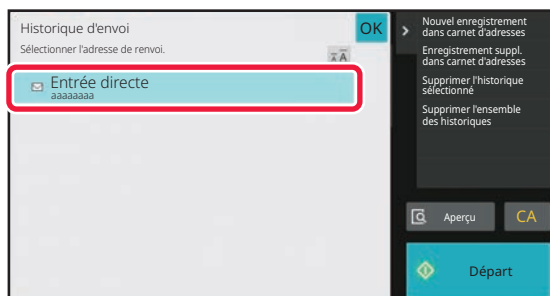 Historique d'envoi
OK
Sélectionner l'adresse de renvoi.
Entrée directe
aaaaaaaa
Nouvel enregistrement
dans carnet d'adresses
Enregistrement suppl.
dans carnet d'adresses
Supprimer l'historique
sélectionné
Supprimer l'ensemble
des historiques
Aperçu
CA
Départ